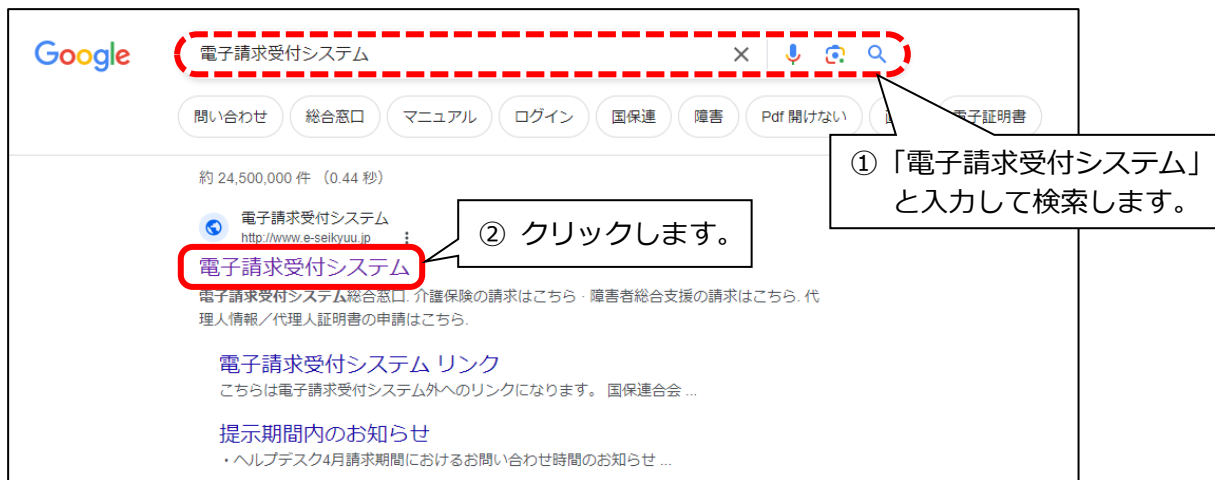 Google
電子請求受付システム
問い合わせ
総合窓口
マニュアル
ログイン
国保連
障害
Pdf 開けない
電子証明書
①「電子請求受付システム」
と入力して検索します。
約 24,500,000 件 （0.44 秒）
電子請求受付システム
http://www.e-seikyuu.jp
② クリックします。
電子請求受付システム
電子請求受付システム総合窓口. 介護保険の請求はこちら · 障害者総合支援の請求はこちら. 代
理人情報／代理人証明書の申請はこちら.
電子請求受付システム リンク
こちらは電子請求受付システム外へのリンクになります。 国保連合会 ...
提示期間内のお知らせ
・ヘルプデスク4月請求期間におけるお問い合わせ時間のお知らせ ...